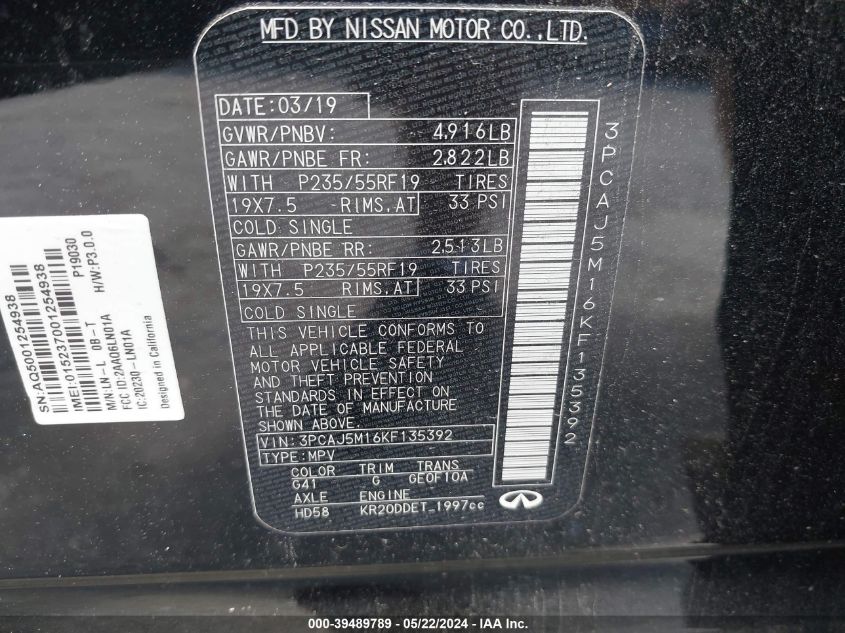 MFD BY NISSAN MOTOR CO.,LTD.
DATE:03/19
GVWR/PNBV: 4,916LB
GAWR/PNBE FR: 2,822LB
WITH P235/55RF19 TIRES
19X7.5 RIMS,AT 33 PSI
COLD SINGLE
GAWR/PNBE RR: 2,513LB
WITH P235/55RF19 TIRES
19X7.5 RIMS,AT 33 PSI
COLD SINGLE
THIS VEHICLE CONFORMS TO
ALL APPLICABLE FEDERAL
MOTOR VEHICLE SAFETY
AND THEFT PREVENTION
STANDARDS IN EFFECT ON
THE DATE OF MANUFACTURE
SHOWN ABOVE.
VIN: 3PCAJ5M16KF135392
TYPE: MPV
COLOR TRIM TRANS
G41 G GE0F10A
AXLE ENGINE
HD58 KR20DDET 1997cc
3PCAJ5M16KF135392
SN:AQ5001254938 P19030
IMEI:015237001254938 H/W:P3.0.0
M/N:LN-L OB-T
FCC ID:2AAO6LN01A
IC:20230-LN01A
Designed in California
000-39489789 - 05/22/2024 - IAA Inc.